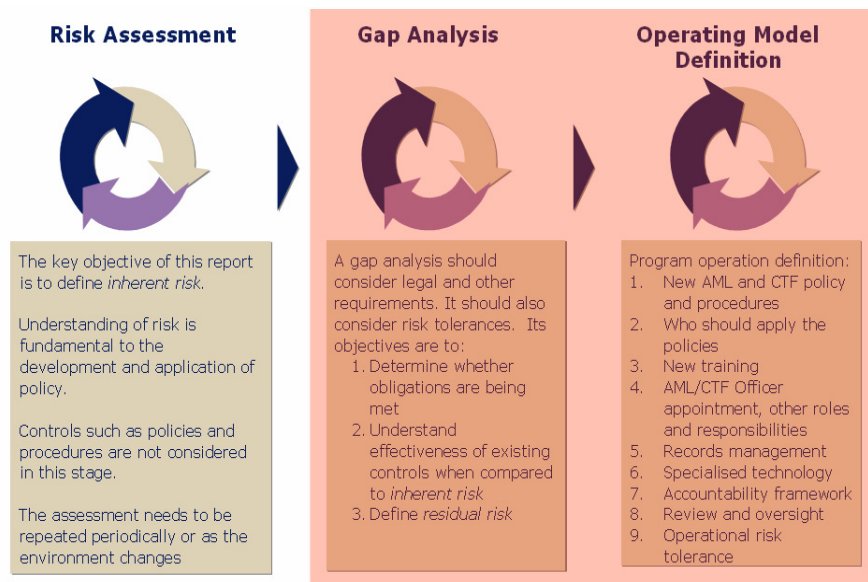 Risk Assessment
The key objective of this report
is to define inherent risk.
Understanding of risk is
fundamental to the
development and application of
policy.
Controls such as policies and
procedures are not considered
in this stage.
The assessment needs to be
repeated periodically or as the
environment changes
Gap Analysis
A gap analysis should
consider legal and other
requirements. It should also
consider risk tolerances. Its
objectives are to:
1. Determine whether
obligations are being
met
2. Understand
effectiveness of existing
controls when compared
to inherent risk
3. Define residual risk
Operating Model
Definition
Program operation definition:
1. New AML and CTF policy
and procedures
2. Who should apply the
policies
3. New training
4. AML/CTF Officer
appointment, other roles
and responsibilities
5. Records management
6. Specialised technology
7. Accountability framework
8. Review and oversight
9. Operational risk
tolerance